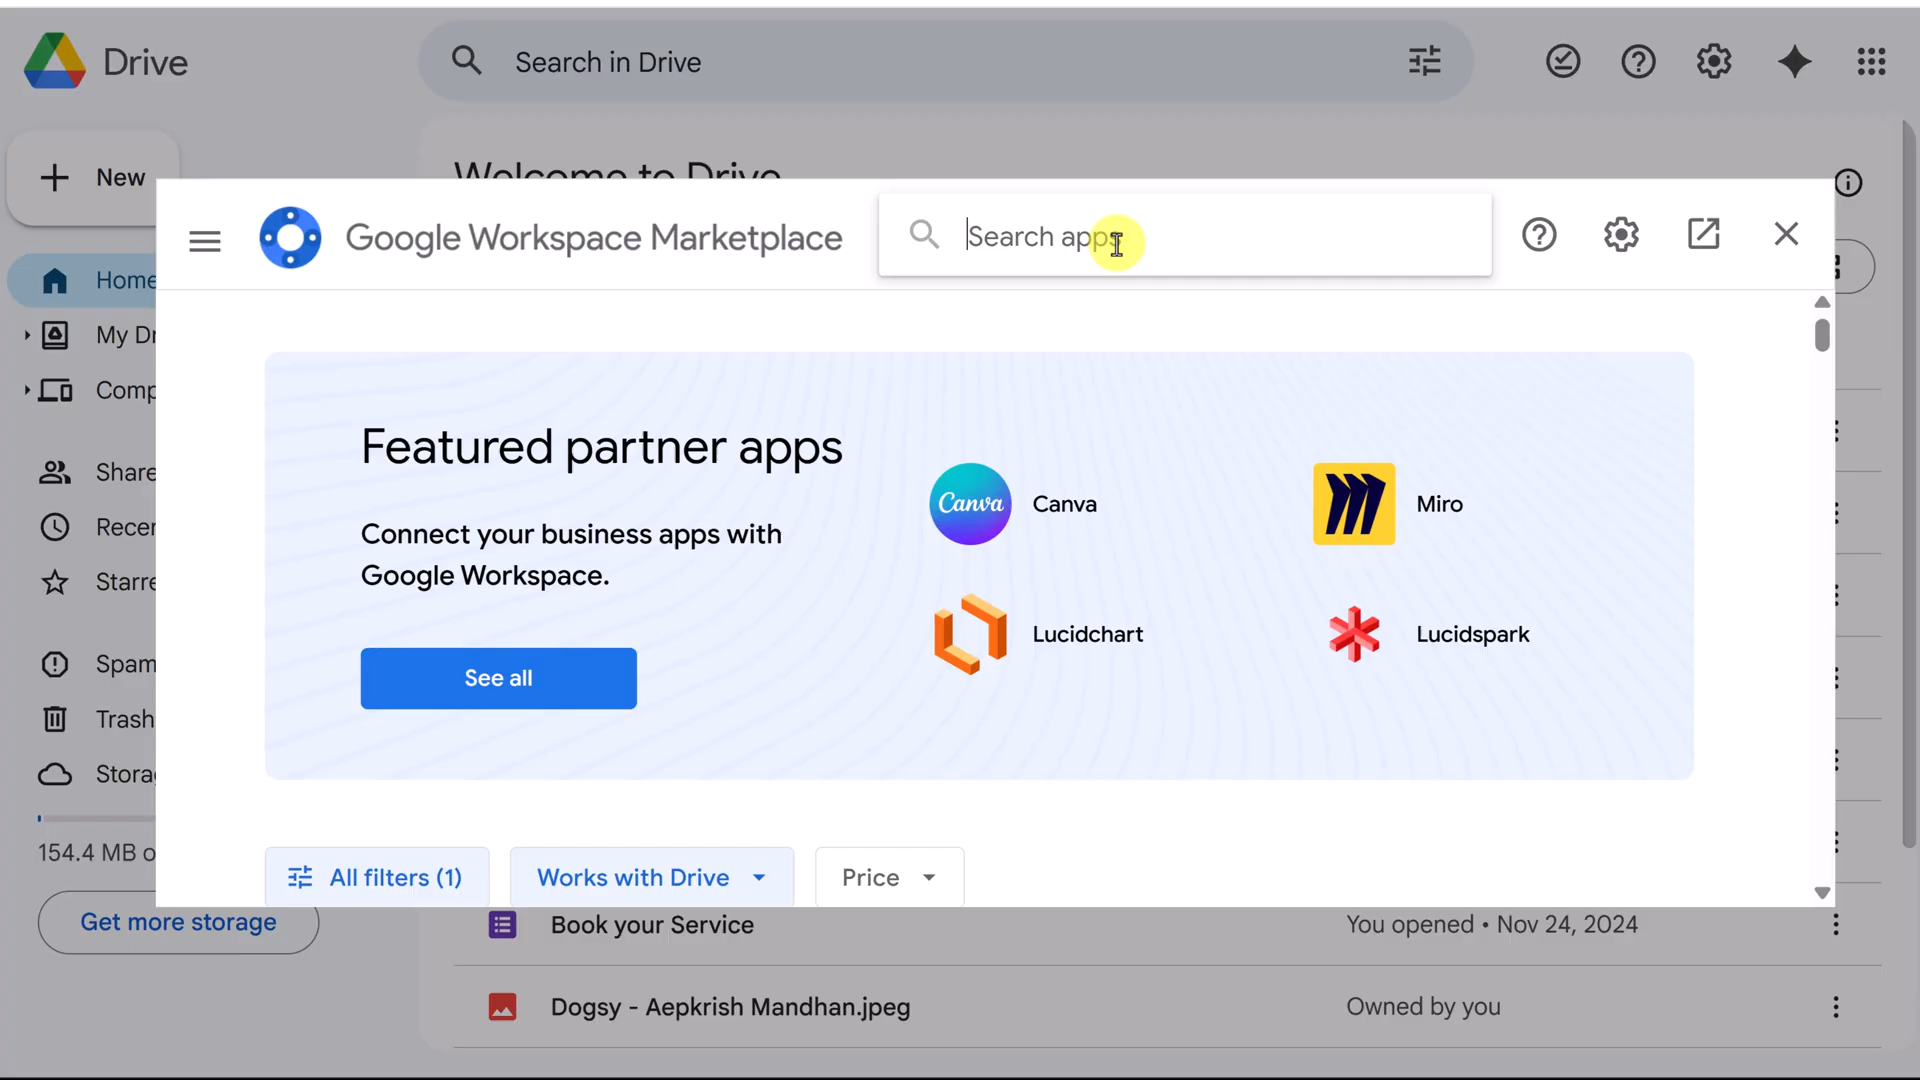 Drive
Search in Drive
New
Welcome to Drive
Google Workspace Marketplace
Search apps
Home
My Dr
Comp
Share
Recen
Starre
Spam
Trash
Stora
154.4 MB o
Get more storage
Featured partner apps
Connect your business apps with
Google Workspace.
See all
Canva
Canva
Miro
Lucidchart
Lucidspark
All filters (1)
Works with Drive
Price
Book your Service
You opened • Nov 24, 2024
Dogsy - Aepkrish Mandhan.jpeg
Owned by you